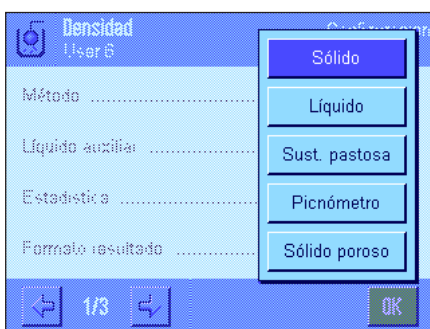 Densidad
User 6
Método
Líquido auxiliar
Estadística
Formato resultado
Sólido
Líquido
Sust. pastosa
Picnómetro
Sólido poroso
1/3
OK